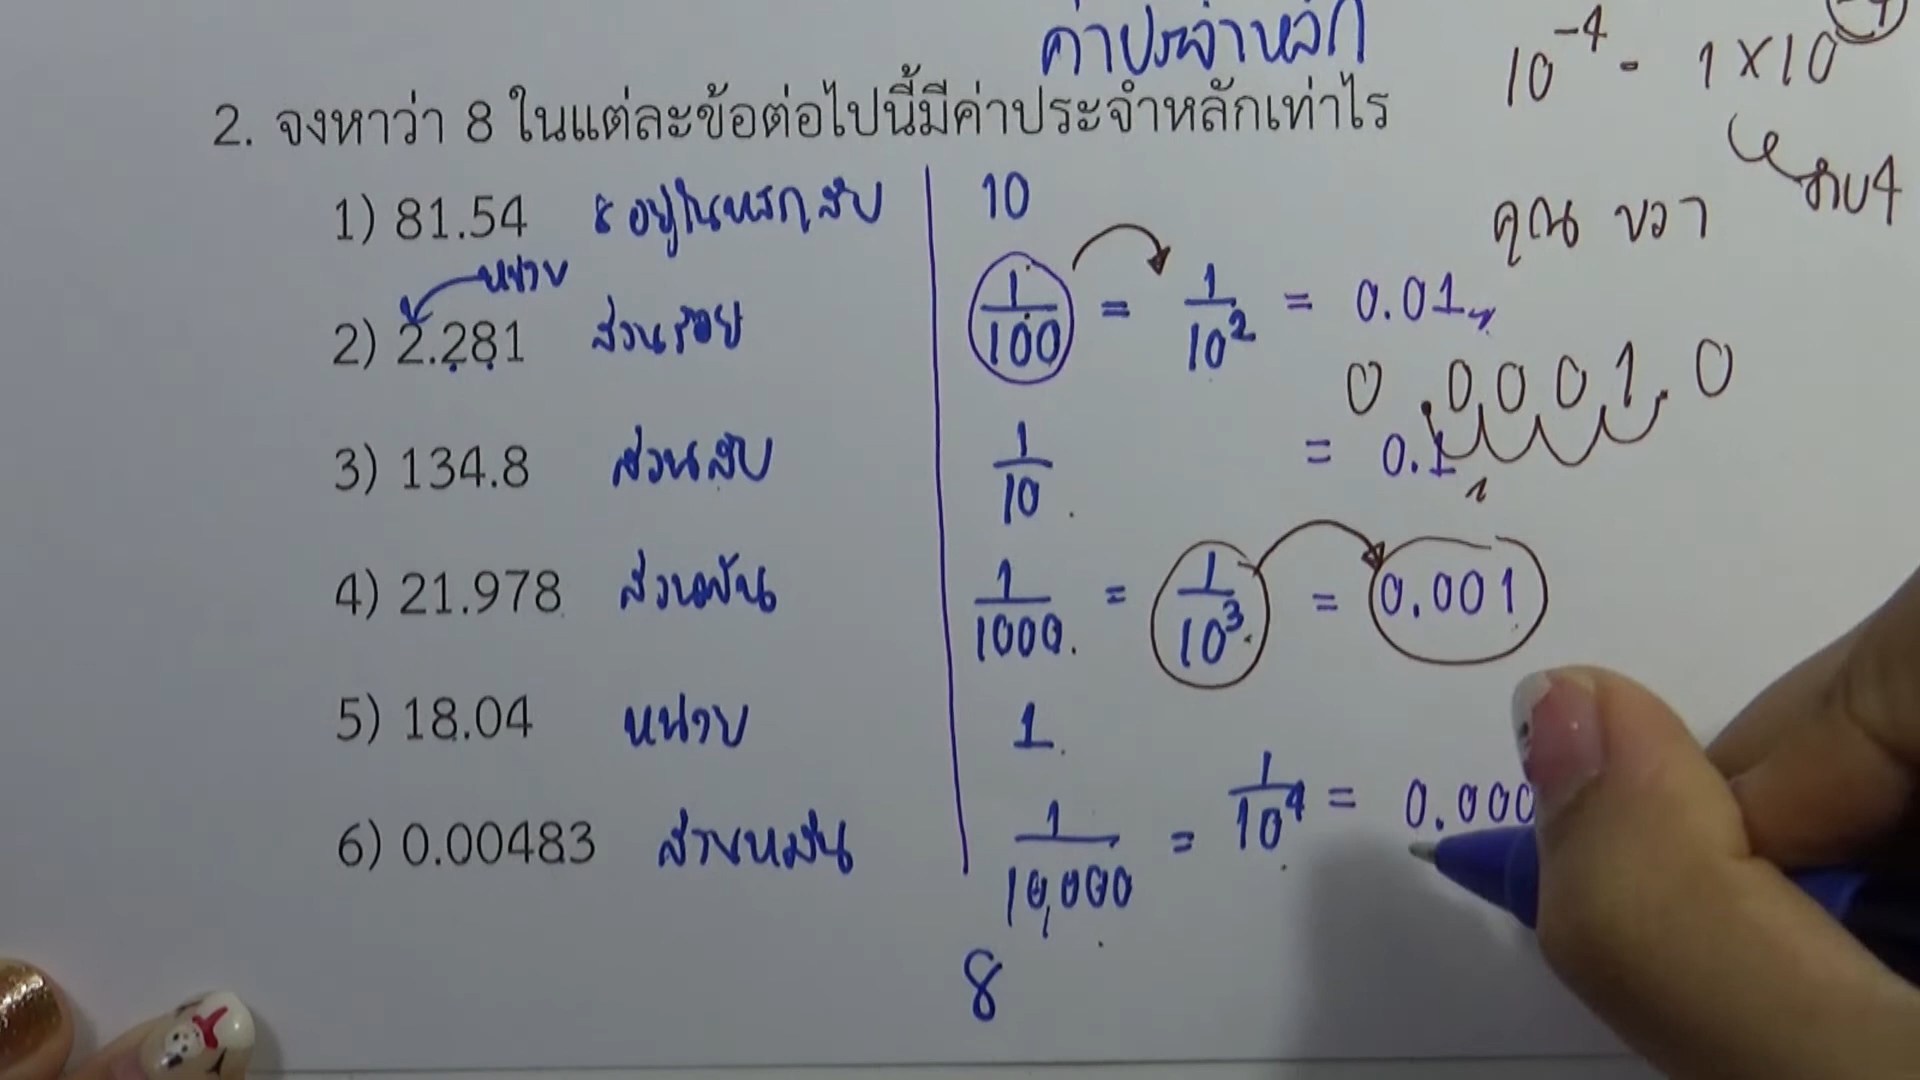 ค่าประจำหลัก
10⁻⁴ = 1×10⁻⁴
2. จงหาว่า 8 ในแต่ละข้อต่อไปนี้มีค่าประจำหลักเท่าไร
คูณ ขวา
1) 81.54 8 อยู่ในหลักสิบ 10
หน่วย
2) 2.281 ส่วนร้อย 1/100 = 1/10² = 0.01
0.0001.0
3) 134.8 ส่วนสิบ 1/10 = 0.1
4) 21.978 ส่วนพัน 1/1000 = 1/10³ = 0.001
5) 18.04 หน่วย 1
6) 0.00483 ส่วนหมื่น 1/10,000 = 1/10⁴ = 0.000
8